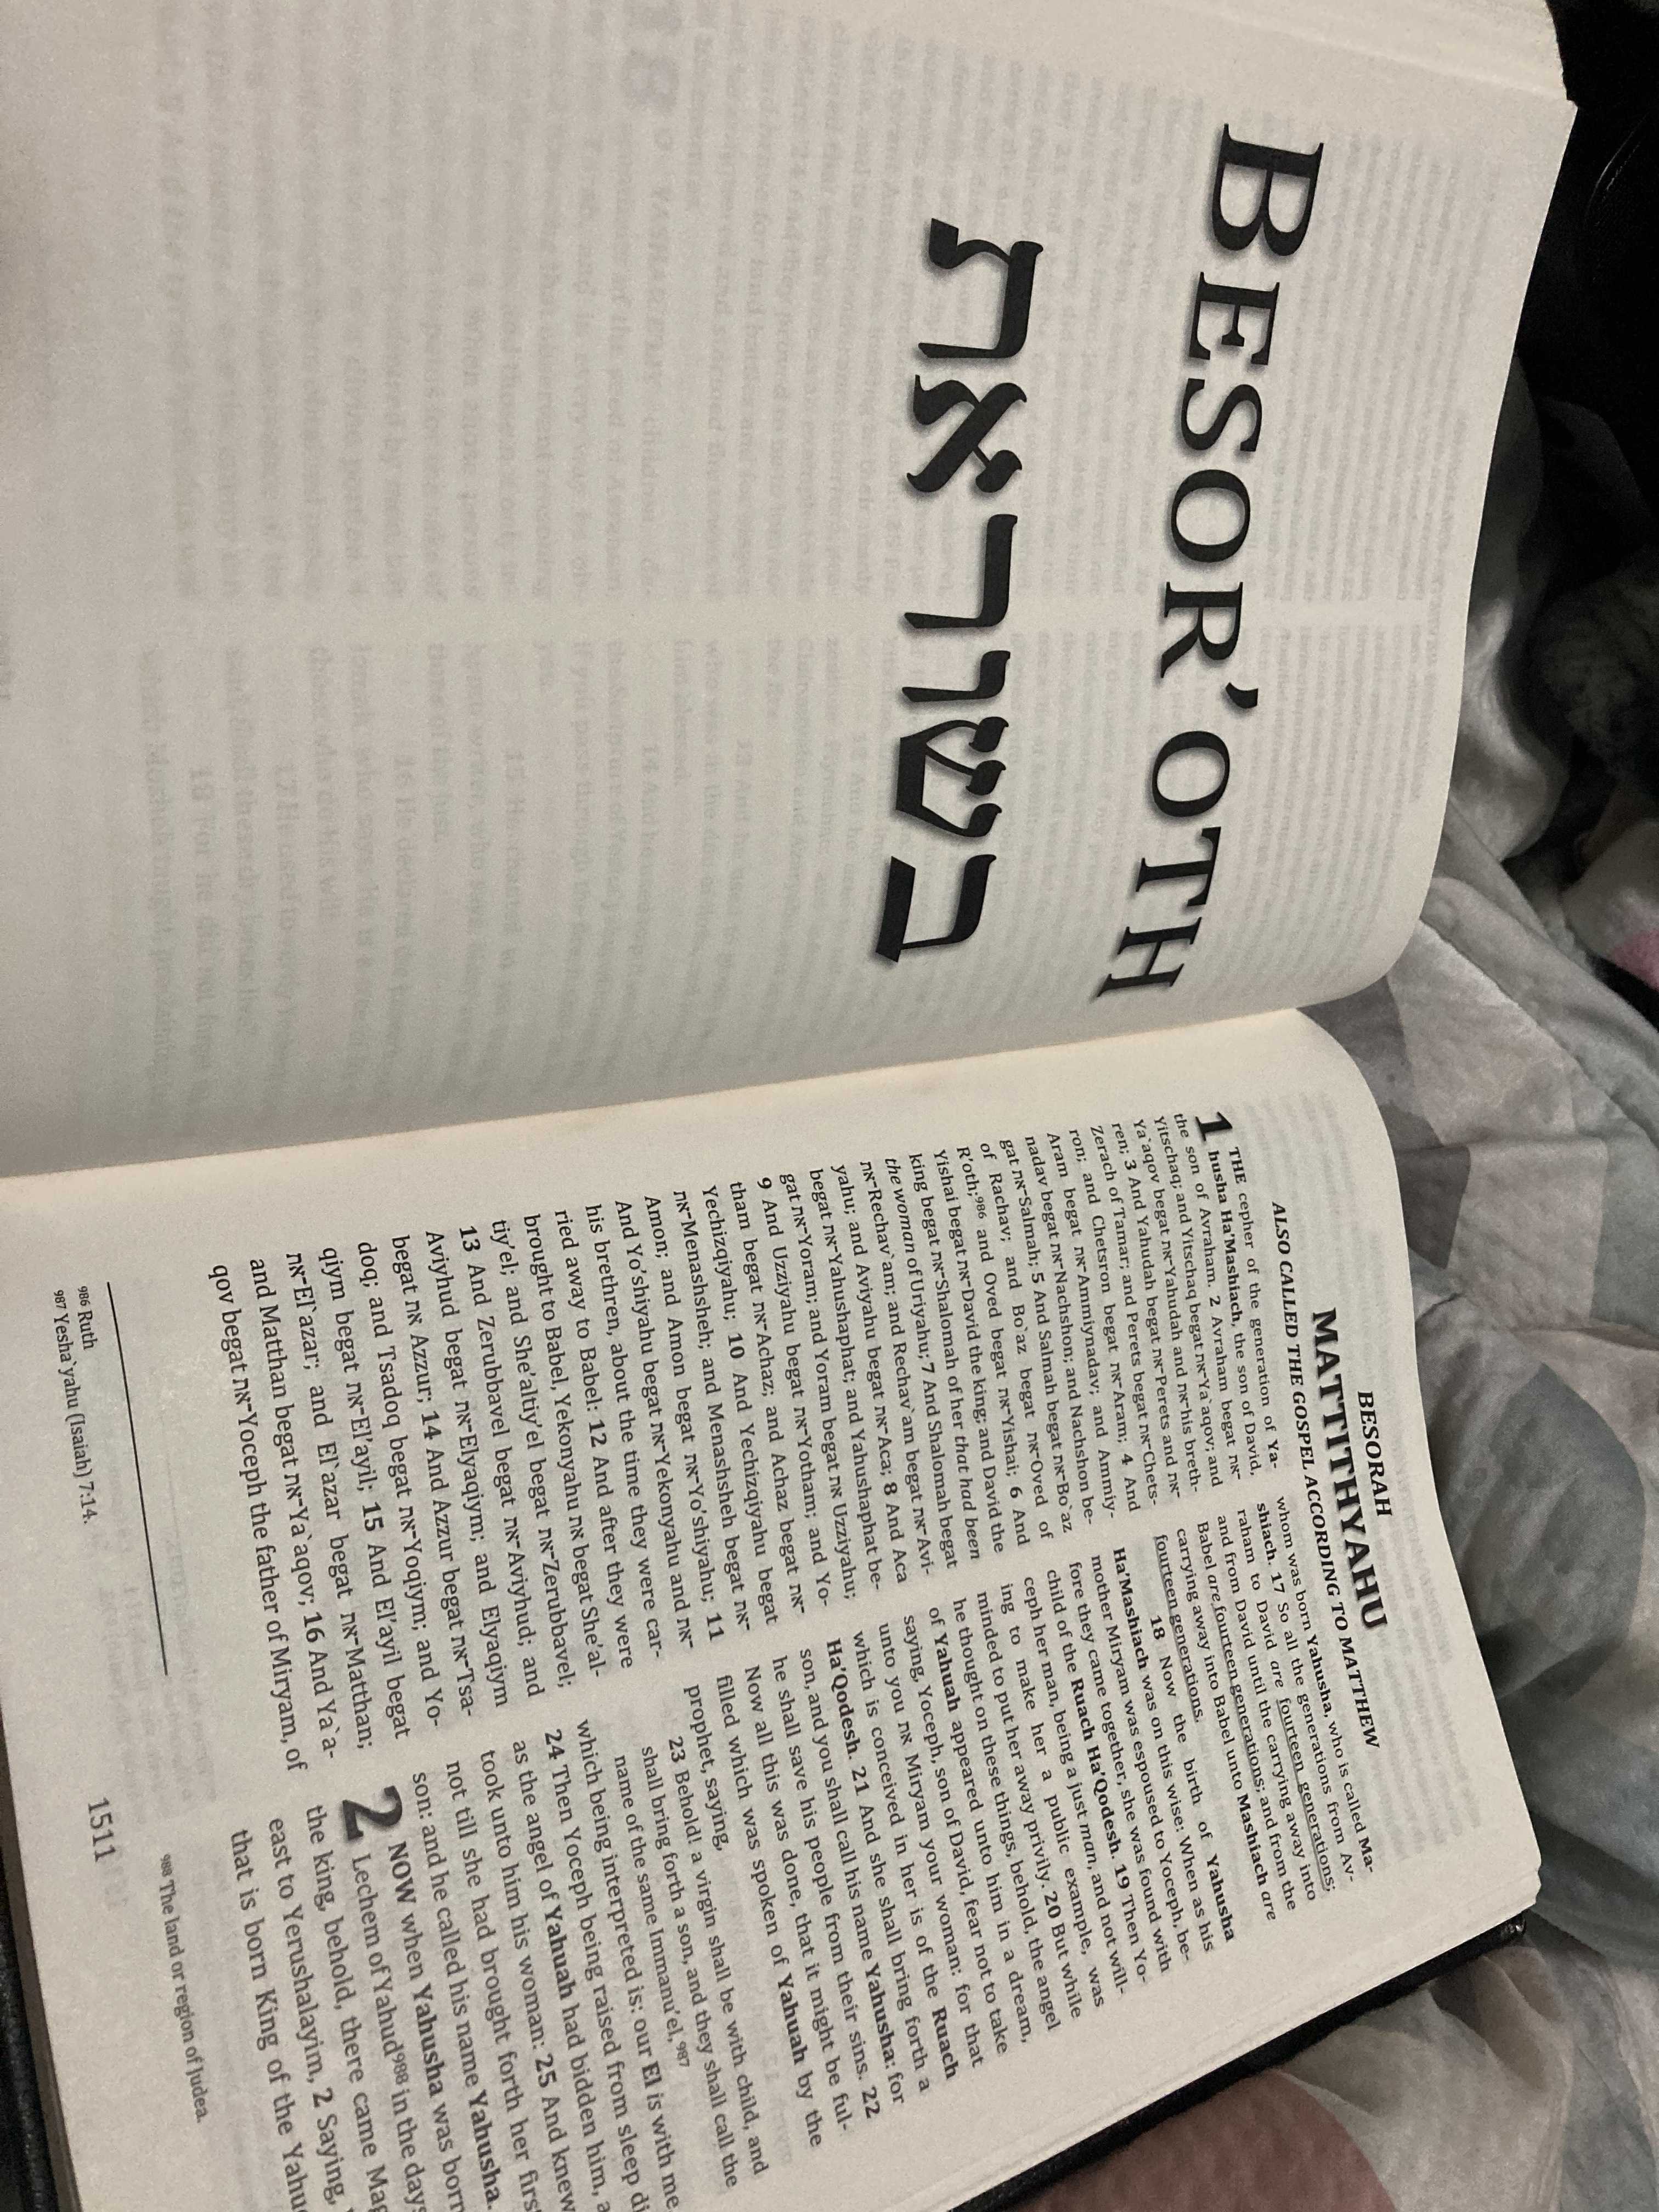 BESOR’OTH
בשוראת
BESORAH
MATTITHYAHU
ALSO CALLED THE GOSPEL ACCORDING TO MATTHEW
1 THE cepher of the generation of Ya-
husha Ha'Mashiach, the son of David,
the son of Avraham. 2 Avraham begat את-
Yitschaq; and Yitschaq begat את-Ya`aqov; and
Ya`aqov begat את-Yahudah and את-his breth-
ren; 3 And Yahudah begat את-Perets and את-
Zerach of Tamar; and Perets begat את-Chets-
ron; and Chetsron begat את-Aram; 4 And
Aram begat את-Ammiynadav; and Ammiy-
nadav begat את-Nachshon; and Nachshon be-
gat את-Salmah; 5 And Salmah begat את-Bo`az
of Rachav; and Bo`az begat את-Oved of
R'oth;986 and Oved begat את-Yishai; 6 And
Yishai begat את-David the king; and David the
king begat את-Shalomah of her that had been
the woman of Uriyahu; 7 And Shalomah begat
את-Rechav`am; and Rechav`am begat את-Avi-
yahu; and Aviyahu begat את-Aca; 8 And Aca
begat את-Yahushaphat; and Yahushaphat be-
gat את-Yoram; and Yoram begat את Uzziyahu;
9 And Uzziyahu begat את-Yotham; and Yo-
tham begat את-Achaz; and Achaz begat את-
Yechizqiyahu; 10 And Yechizqiyahu begat
את-Menashsheh; and Menashsheh begat את-
Amon; and Amon begat את-Yo'shiyahu; 11
And Yo'shiyahu begat את-Yekonyahu and את-
his brethren, about the time they were car-
ried away to Babel: 12 And after they were
brought to Babel, Yekonyahu את begat She'al-
tiy'el; and She'altiy'el begat את-Zerubbavel;
13 And Zerubbavel begat את-Aviyhud; and
Aviyhud begat את-Elyaqiym; and Elyaqiym
begat את Azzur; 14 And Azzur begat את-Tsa-
doq; and Tsadoq begat את-Yoqiym; and Yo-
qiym begat את-El'ayil; 15 And El'ayil begat
את-El`azar; and El`azar begat את-Matthan;
and Matthan begat את-Ya`aqov; 16 And Ya`a-
qov begat את-Yoceph the father of Miryam, of
whom was born Yahusha, who is called Ma-
shiach. 17 So all the generations from Av-
raham to David are fourteen generations;
and from David until the carrying away into
Babel are fourteen generations; and from the
carrying away into Babel unto Mashiach are
fourteen generations.
18 Now the birth of Yahusha
Ha'Mashiach was on this wise: When as his
mother Miryam was espoused to Yoceph, be-
fore they came together, she was found with
child of the Ruach Ha'Qodesh. 19 Then Yo-
ceph her man, being a just man, and not will-
ing to make her a public example, was
minded to put her away privily. 20 But while
he thought on these things, behold, the angel
of Yahuah appeared unto him in a dream,
saying, Yoceph, son of David, fear not to take
unto you את Miryam your woman: for that
which is conceived in her is of the Ruach
Ha'Qodesh. 21 And she shall bring forth a
son, and you shall call his name Yahusha: for
he shall save his people from their sins. 22
Now all this was done, that it might be ful-
filled which was spoken of Yahuah by the
prophet, saying,
23 Behold! a virgin shall be with child, and
shall bring forth a son, and they shall call the
name of the same Immanu'el,987
which being interpreted is: our El is with me
24 Then Yoceph being raised from sleep
as the angel of Yahuah had bidden him,
took unto him his woman: 25 And knew
not till she had brought forth her
son: and he called his name Yahusha.
2 NOW when Yahusha was born
Lechem of Yahud988 in the days
the king, behold, there came
east to Yerushalayim, 2 Saying,
that is born King of the
986 Ruth
987 Yesha`yahu (Isaiah) 7:14.
988 The land or region of Judea.
1511